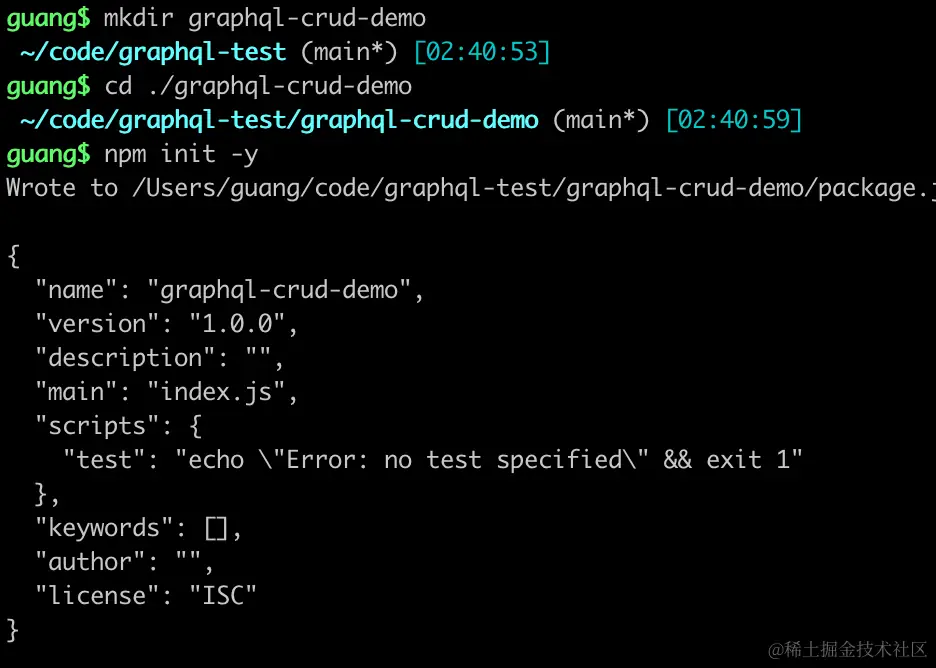 guang$ mkdir graphql-crud-demo
~/code/graphql-test (main*) [02:40:53]
guang$ cd ./graphql-crud-demo
~/code/graphql-test/graphql-crud-demo (main*) [02:40:59]
guang$ npm init -y
Wrote to /Users/guang/code/graphql-test/graphql-crud-demo/package.j
{
  "name": "graphql-crud-demo",
  "version": "1.0.0",
  "description": "",
  "main": "index.js",
  "scripts": {
    "test": "echo \"Error: no test specified\" && exit 1"
  },
  "keywords": [],
  "author": "",
  "license": "ISC"
}
@稀土掘金技术社区